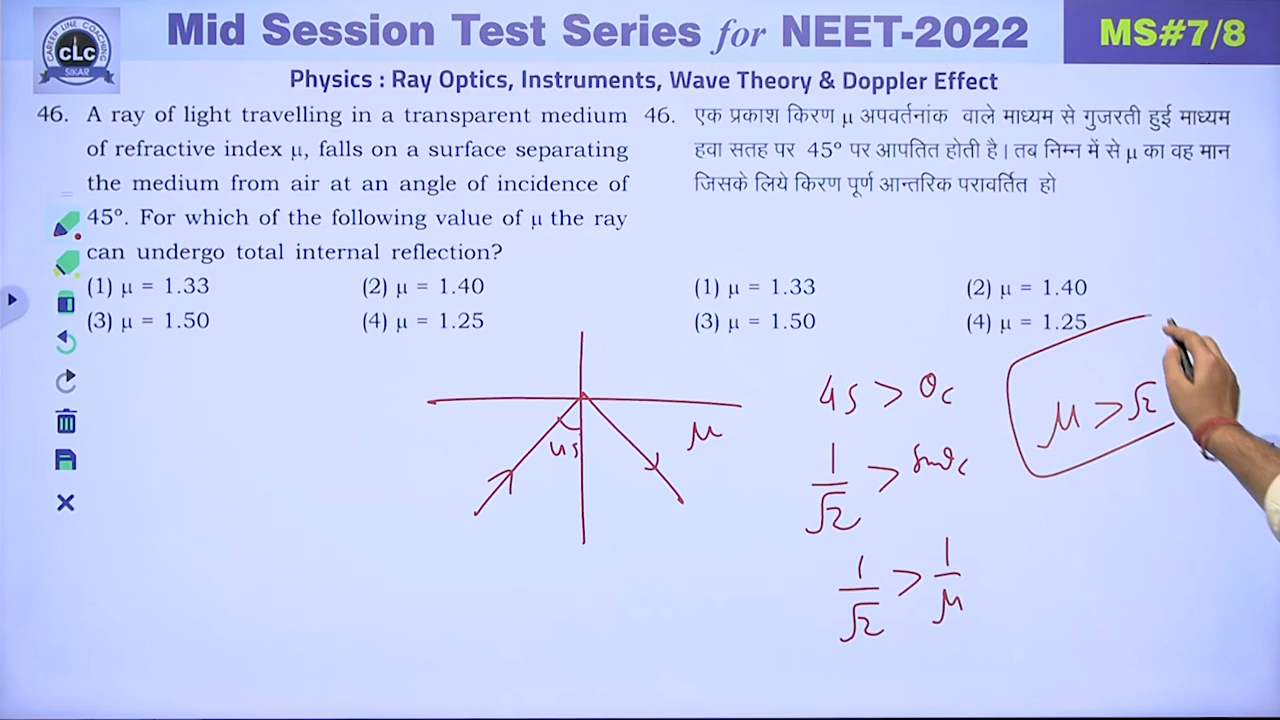 CAREER LINE COACHING
CLC
SIKAR
Mid Session Test Series for NEET-2022
MS#7/8
Physics : Ray Optics, Instruments, Wave Theory & Doppler Effect
46. A ray of light travelling in a transparent medium
of refractive index μ, falls on a surface separating
the medium from air at an angle of incidence of
45°. For which of the following value of μ the ray
can undergo total internal reflection?
(1) μ = 1.33 (2) μ = 1.40
(3) μ = 1.50 (4) μ = 1.25
46. एक प्रकाश किरण μ अपवर्तनांक वाले माध्यम से गुजरती हुई माध्यम
हवा सतह पर 45° पर आपतित होती है। तब निम्न में से μ का वह मान
जिसके लिये किरण पूर्ण आन्तरिक परावर्तित हो
(1) μ = 1.33 (2) μ = 1.40
(3) μ = 1.50 (4) μ = 1.25
45
μ
45 > θc
1/√2 > sinθc
1/√2 > 1/μ
μ > √2